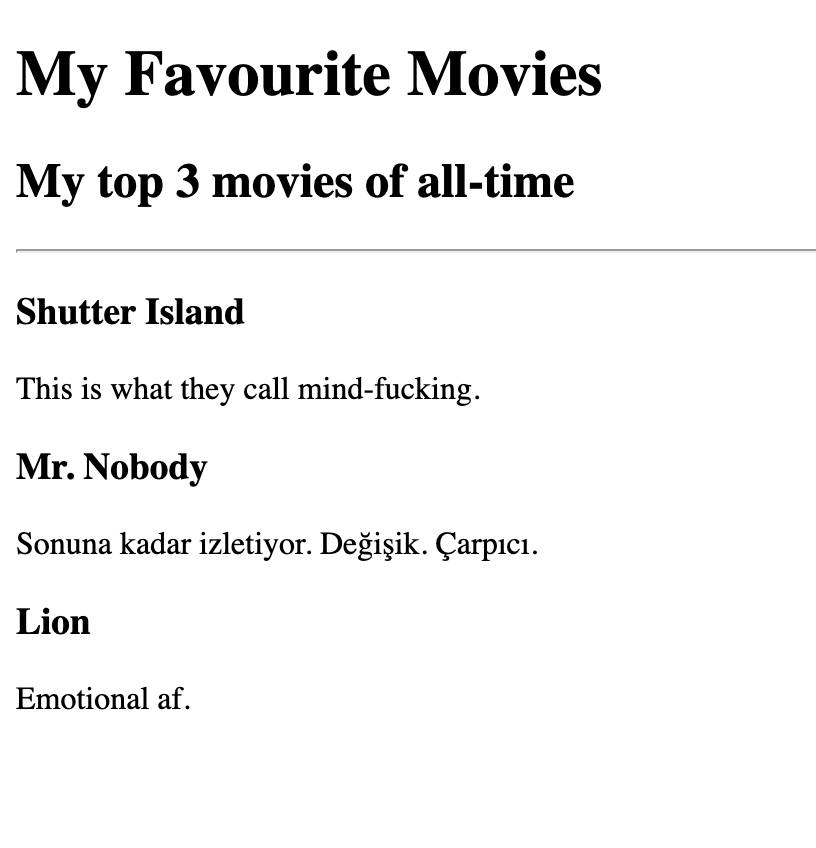 My Favourite Movies
My top 3 movies of all-time
Shutter Island
This is what they call mind-fucking.
Mr. Nobody
Sonuna kadar izletiyor. Değişik. Çarpıcı.
Lion
Emotional af.